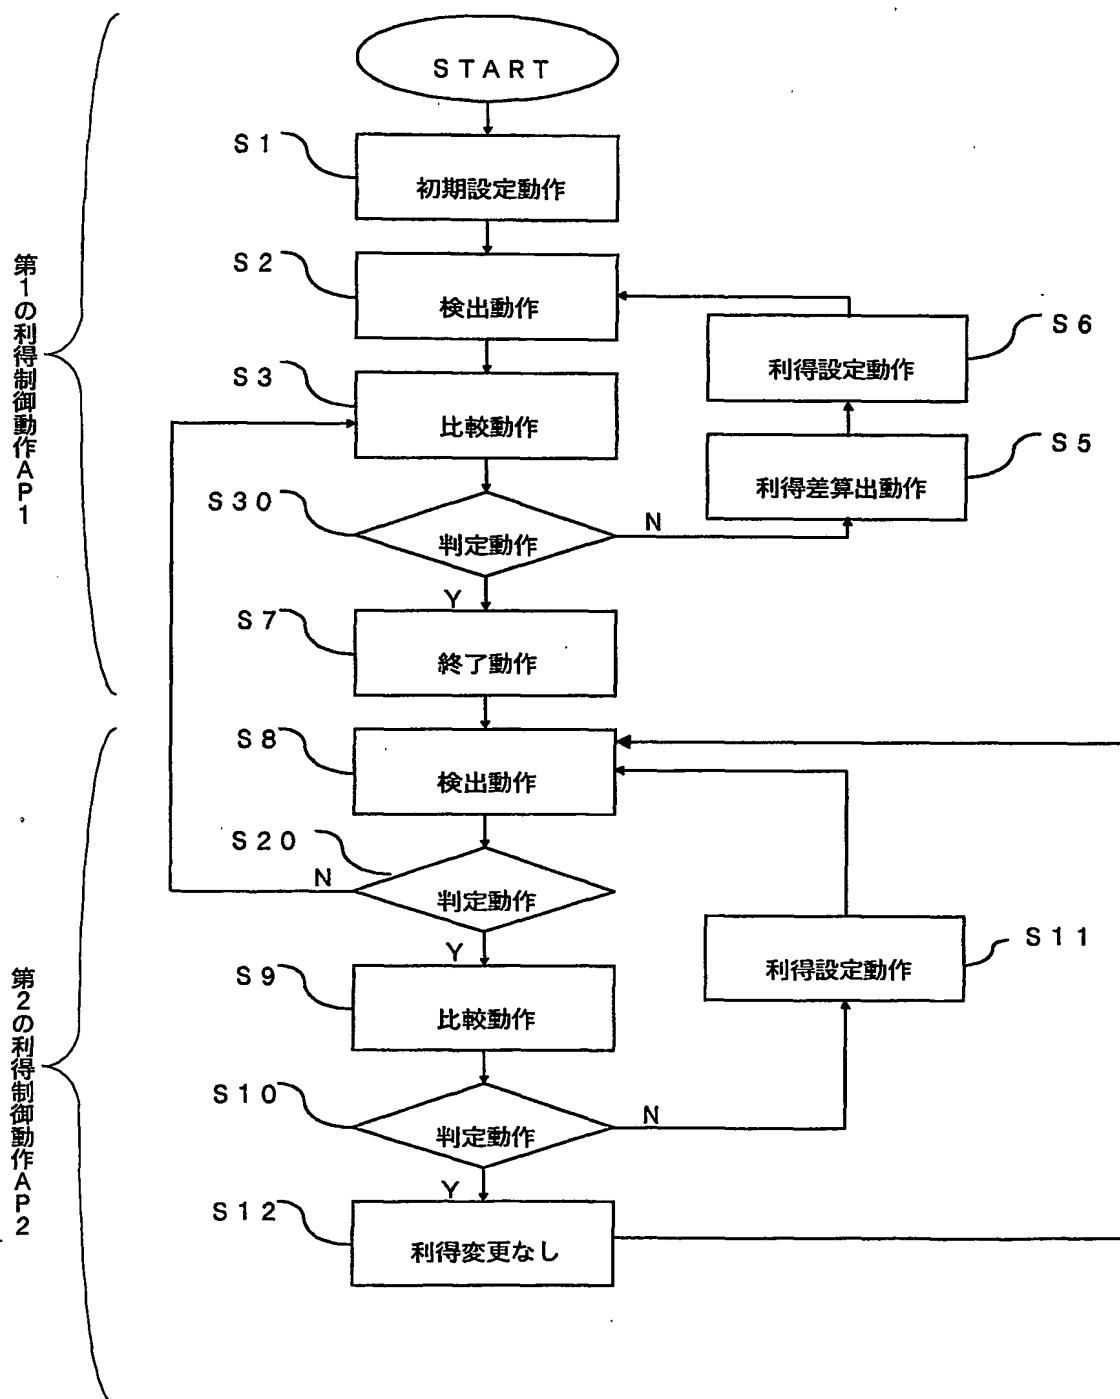 START
S1
初期設定動作
S2
検出動作
S6
利得設定動作
S3
比較動作
S5
利得差算出動作
第1の利得制御動作AP1
S30
判定動作
N
Y
S7
終了動作
S8
検出動作
S20
N
判定動作
Y
S11
利得設定動作
S9
比較動作
第2の利得制御動作AP2
S10
判定動作
N
Y
S12
利得変更なし